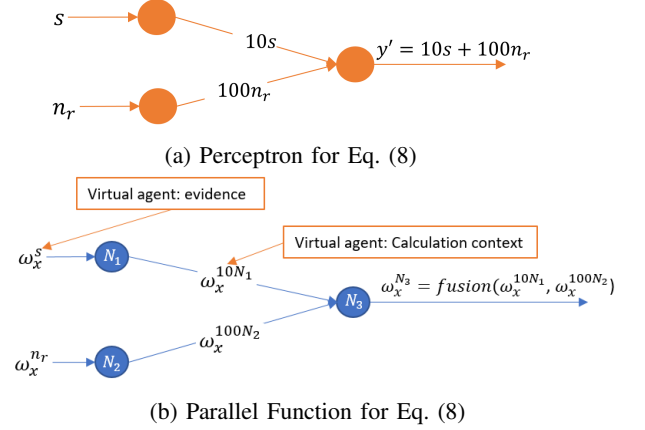 s
10s
y′ = 10s + 100n_r
100n_r
n_r
(a) Perceptron for Eq. (8)
Virtual agent: evidence
Virtual agent: Calculation context
ω_x^s
N_1
ω_x^{10N_1}
N_3
ω_x^{N_3} = fusion(ω_x^{10N_1}, ω_x^{100N_2})
ω_x^{100N_2}
ω_x^{n_r}
N_2
(b) Parallel Function for Eq. (8)